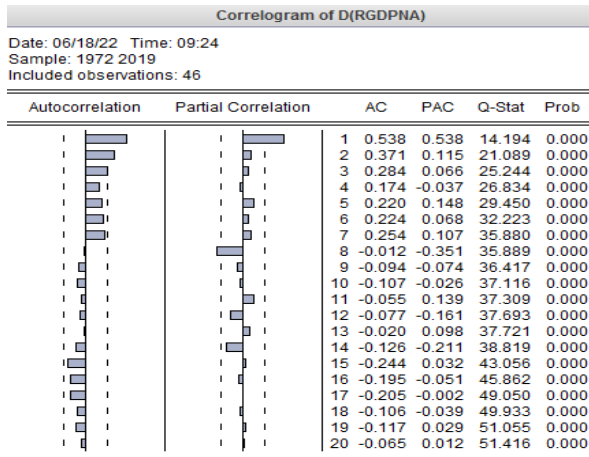 Correlogram of D(RGDPNA)
Date: 06/18/22 Time: 09:24
Sample: 1972 2019
Included observations: 46
Autocorrelation Partial Correlation AC PAC Q-Stat Prob
1 0.538 0.538 14.194 0.000
2 0.371 0.115 21.089 0.000
3 0.284 0.066 25.244 0.000
4 0.174 -0.037 26.834 0.000
5 0.220 0.148 29.450 0.000
6 0.224 0.068 32.223 0.000
7 0.254 0.107 35.880 0.000
8 -0.012 -0.351 35.889 0.000
9 -0.094 -0.074 36.417 0.000
10 -0.107 -0.026 37.116 0.000
11 -0.055 0.139 37.309 0.000
12 -0.077 -0.161 37.693 0.000
13 -0.020 0.098 37.721 0.000
14 -0.126 -0.211 38.819 0.000
15 -0.244 0.032 43.056 0.000
16 -0.195 -0.051 45.862 0.000
17 -0.205 -0.002 49.050 0.000
18 -0.106 -0.039 49.933 0.000
19 -0.117 0.029 51.055 0.000
20 -0.065 0.012 51.416 0.000